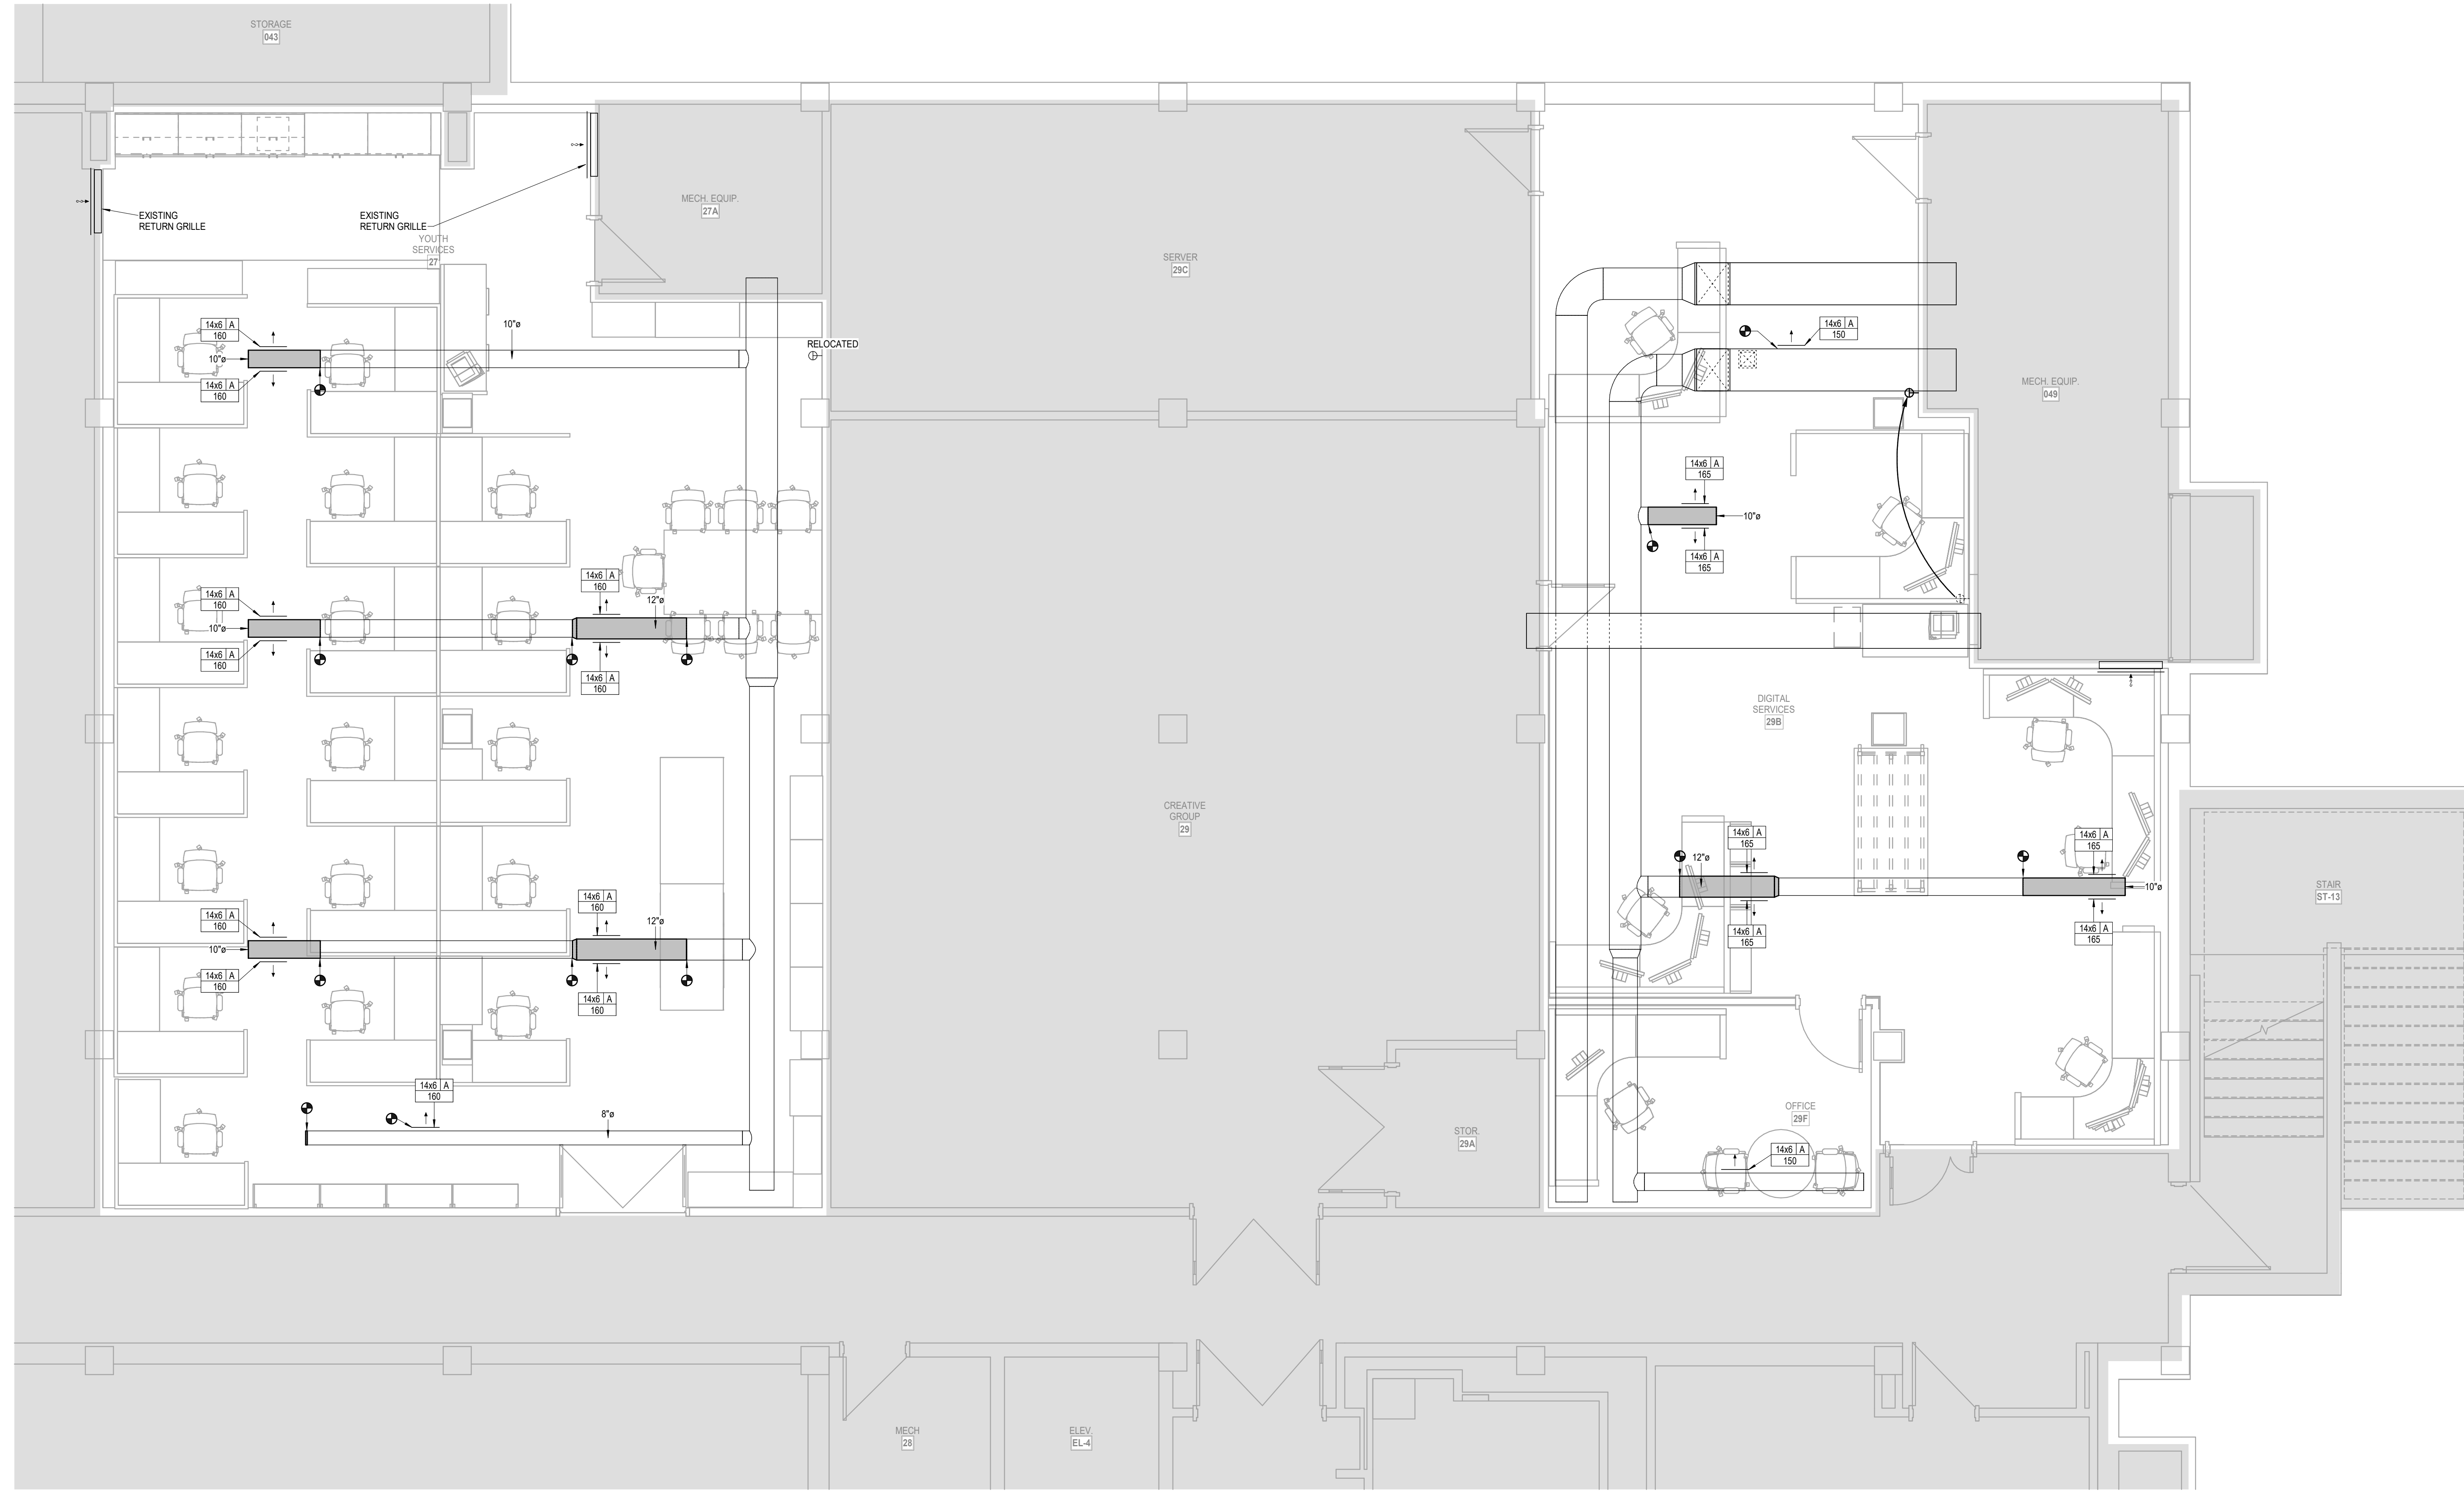 STORAGE
043
EXISTING
RETURN GRILLE
EXISTING
RETURN GRILLE
YOUTH
SERVICES
27
MECH. EQUIP.
27A
SERVER
29C
14x6 A
160
10"ø
14x6 A
160
10"ø
RELOCATED
14x6 A
150
MECH. EQUIP.
049
14x6 A
165
10"ø
14x6 A
165
14x6 A
160
10"ø
14x6 A
160
14x6 A
160
12"ø
14x6 A
160
DIGITAL
SERVICES
29B
CREATIVE
GROUP
29
14x6 A
165
12"ø
14x6 A
165
14x6 A
165
10"ø
14x6 A
165
STAIR
ST-13
14x6 A
160
10"ø
14x6 A
160
14x6 A
160
12"ø
14x6 A
160
14x6 A
160
8"ø
STOR.
29A
OFFICE
29F
14x6 A
150
MECH
28
ELEV.
EL-4